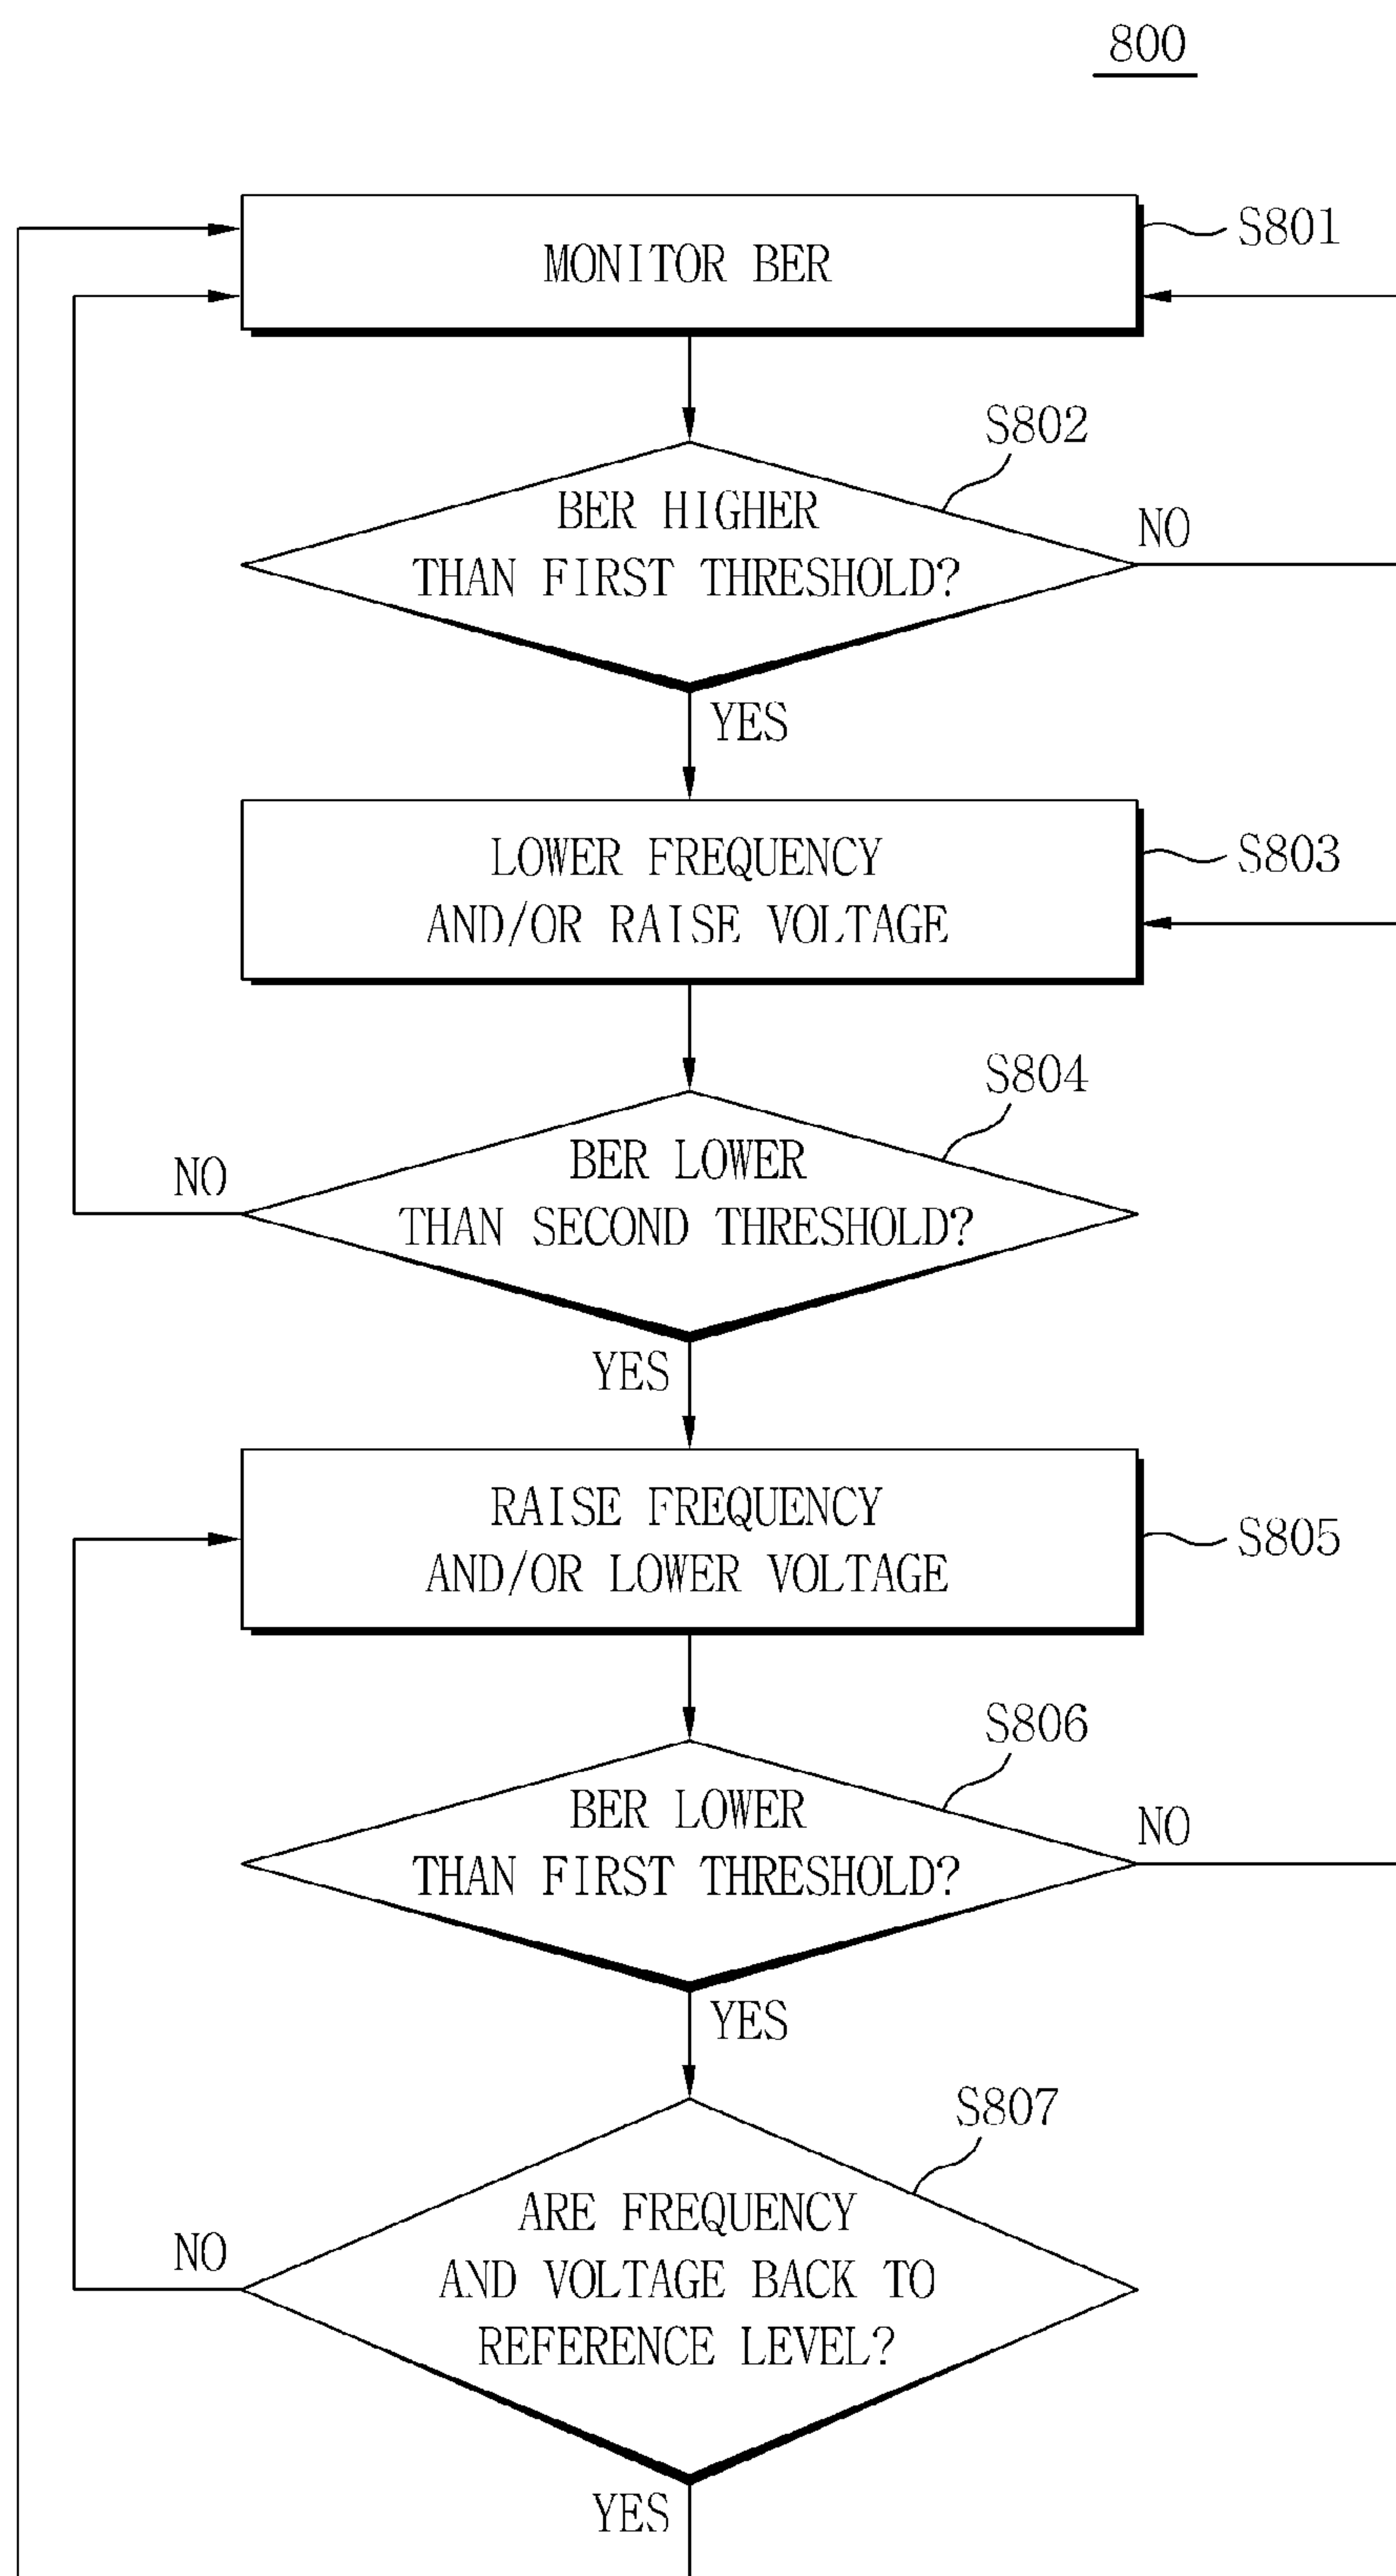 800
MONITOR BER
S801
S802
BER HIGHER
THAN FIRST THRESHOLD?
NO
YES
LOWER FREQUENCY
AND/OR RAISE VOLTAGE
S803
S804
BER LOWER
THAN SECOND THRESHOLD?
NO
YES
RAISE FREQUENCY
AND/OR LOWER VOLTAGE
S805
S806
BER LOWER
THAN FIRST THRESHOLD?
NO
YES
S807
ARE FREQUENCY
AND VOLTAGE BACK TO
REFERENCE LEVEL?
NO
YES